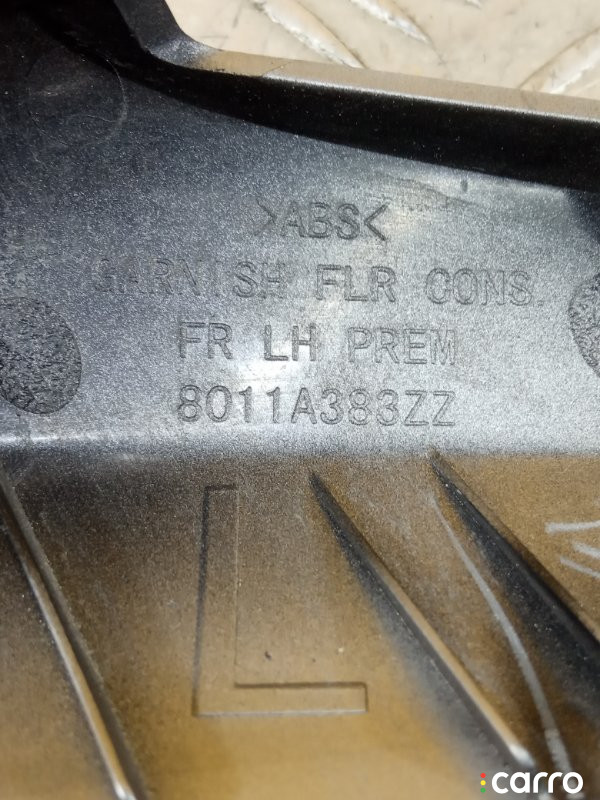 >ABS<
GARNISH FLR CONS.
FR LH PREM
8011A383ZZ
L
carro